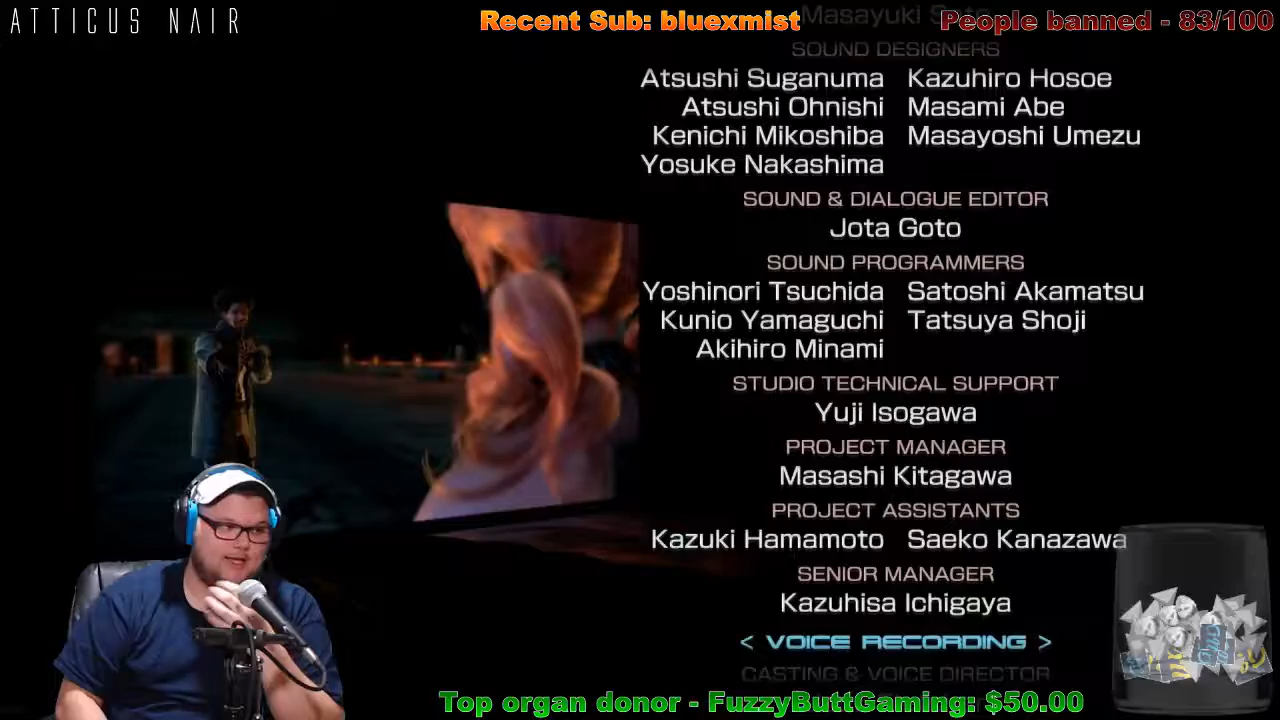 ATTICUS NAIR
Recent Sub: bluexmist
People banned - 83/100
SOUND DESIGNERS
Atsushi Suganuma Kazuhiro Hosoe
Atsushi Ohnishi Masami Abe
Kenichi Mikoshiba Masayoshi Umezu
Yosuke Nakashima
SOUND & DIALOGUE EDITOR
Jota Goto
SOUND PROGRAMMERS
Yoshinori Tsuchida Satoshi Akamatsu
Kunio Yamaguchi Tatsuya Shoji
Akihiro Minami
STUDIO TECHNICAL SUPPORT
Yuji Isogawa
PROJECT MANAGER
Masashi Kitagawa
PROJECT ASSISTANTS
Kazuki Hamamoto Saeko Kanazawa
SENIOR MANAGER
Kazuhisa Ichigaya
< VOICE RECORDING >
CASTING & VOICE DIRECTOR
Top organ donor - FuzzyButtGaming: $50.00